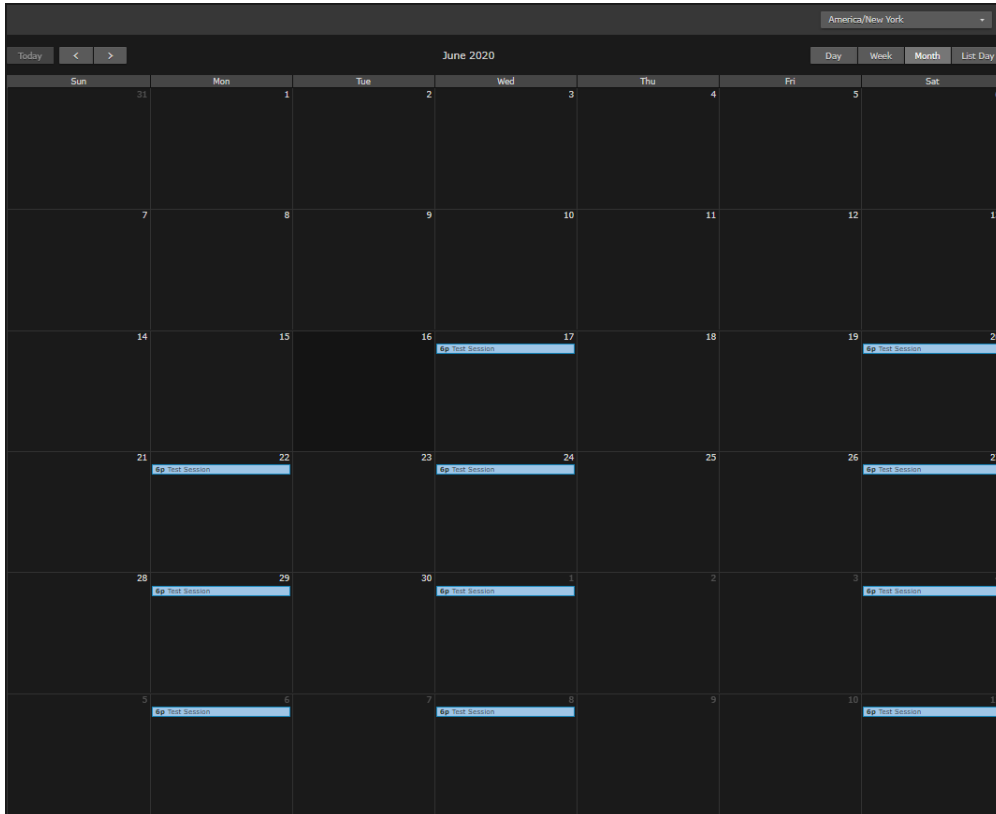 America/New York
Today < > June 2020 Day Week Month List Day
Sun Mon Tue Wed Thu Fri Sat
31 1 2 3 4 5
7 8 9 10 11 12
14 15 16 17 18 19
6p Test Session 6p Test Session
21 22 23 24 25 26
6p Test Session 6p Test Session 6p Test Session
28 29 30 1 2 3
6p Test Session 6p Test Session 6p Test Session
5 6 7 8 9 10
6p Test Session 6p Test Session 6p Test Session